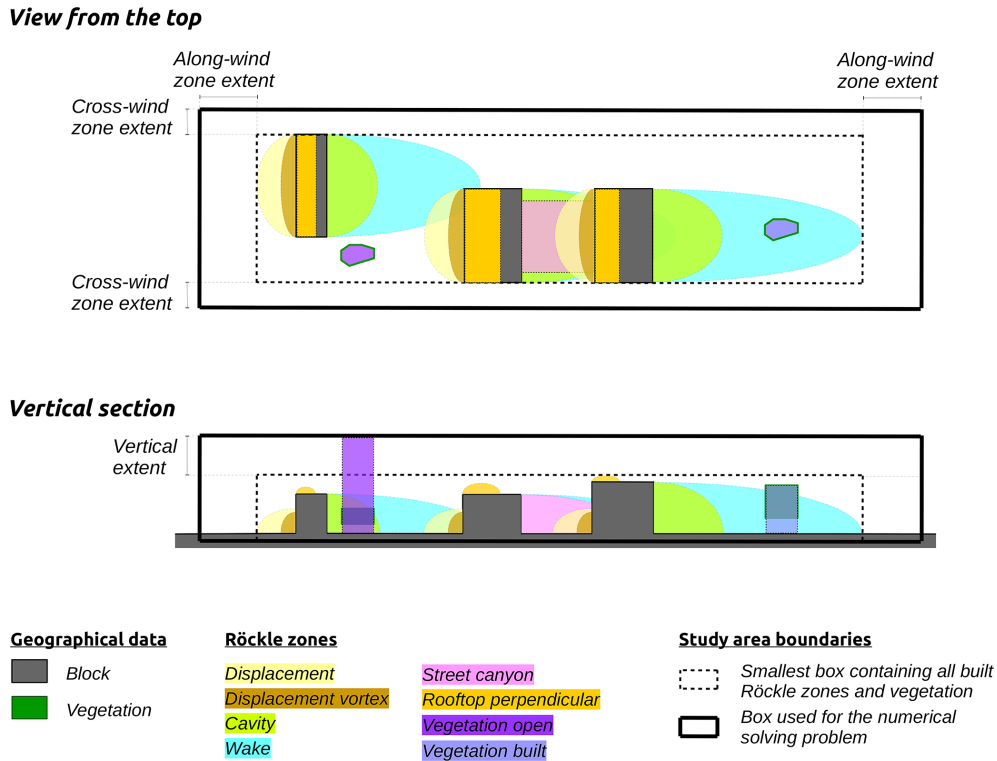 View from the top
Along-wind
zone extent
Along-wind
zone extent
Cross-wind
zone extent
Cross-wind
zone extent
Vertical section
Vertical
extent
Geographical data
Block
Vegetation
Röckle zones
Displacement
Displacement vortex
Cavity
Wake
Street canyon
Rooftop perpendicular
Vegetation open
Vegetation built
Study area boundaries
Smallest box containing all built
Röckle zones and vegetation
Box used for the numerical
solving problem